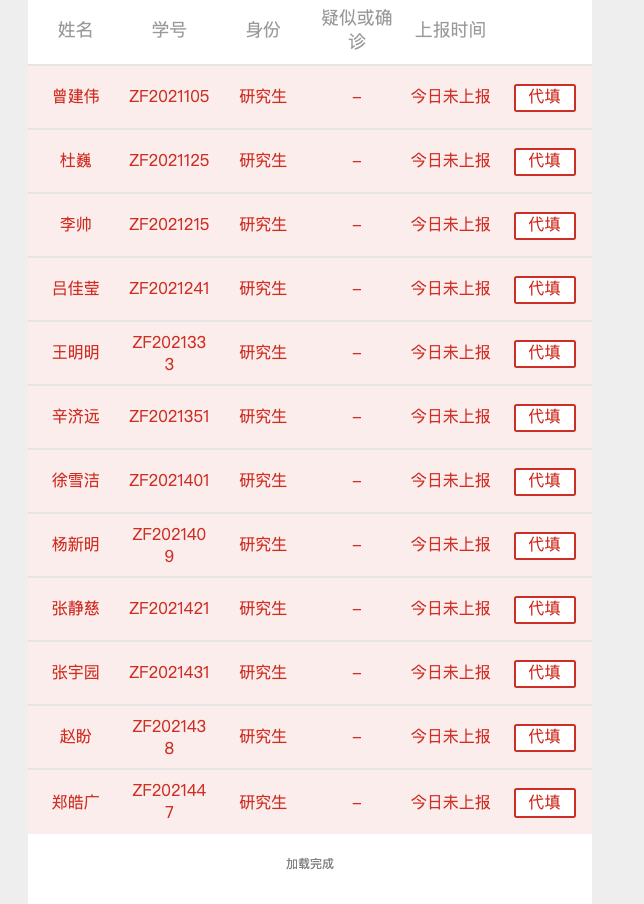 姓名 学号 身份 疑似或确 上报时间
诊
曾建伟 ZF2021105 研究生 – 今日未上报 代填
杜巍 ZF2021125 研究生 – 今日未上报 代填
李帅 ZF2021215 研究生 – 今日未上报 代填
吕佳莹 ZF2021241 研究生 – 今日未上报 代填
王明明 ZF202133 研究生 – 今日未上报 代填
3
辛济远 ZF2021351 研究生 – 今日未上报 代填
徐雪洁 ZF2021401 研究生 – 今日未上报 代填
杨新明 ZF202140 研究生 – 今日未上报 代填
9
张静慈 ZF2021421 研究生 – 今日未上报 代填
张宇园 ZF2021431 研究生 – 今日未上报 代填
赵盼 ZF202143 研究生 – 今日未上报 代填
8
郑皓广 ZF202144 研究生 – 今日未上报 代填
7
加载完成